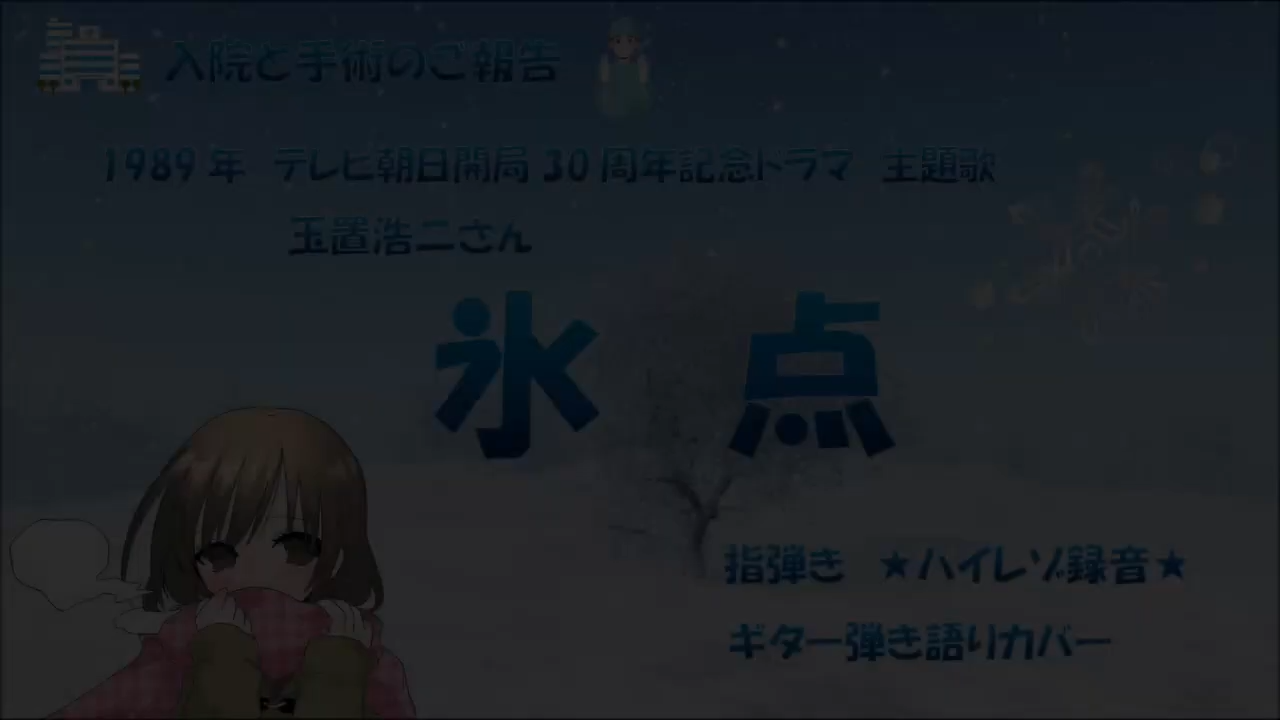 入院と手術のご報告
1989年 テレビ朝日開局30周年記念ドラマ 主題歌
玉置浩二さん
氷 点
指弾き ★ハイレゾ録音★
ギター弾き語りカバー